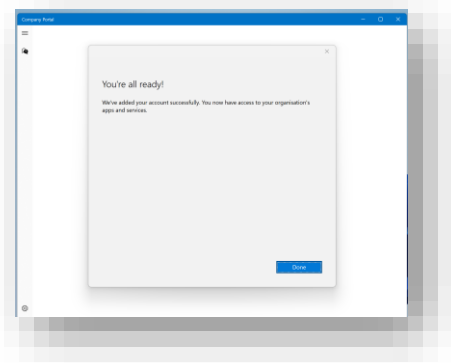 Company Portal
You're all ready!
We've added your account successfully. You now have access to your organisation's
apps and services.
Done